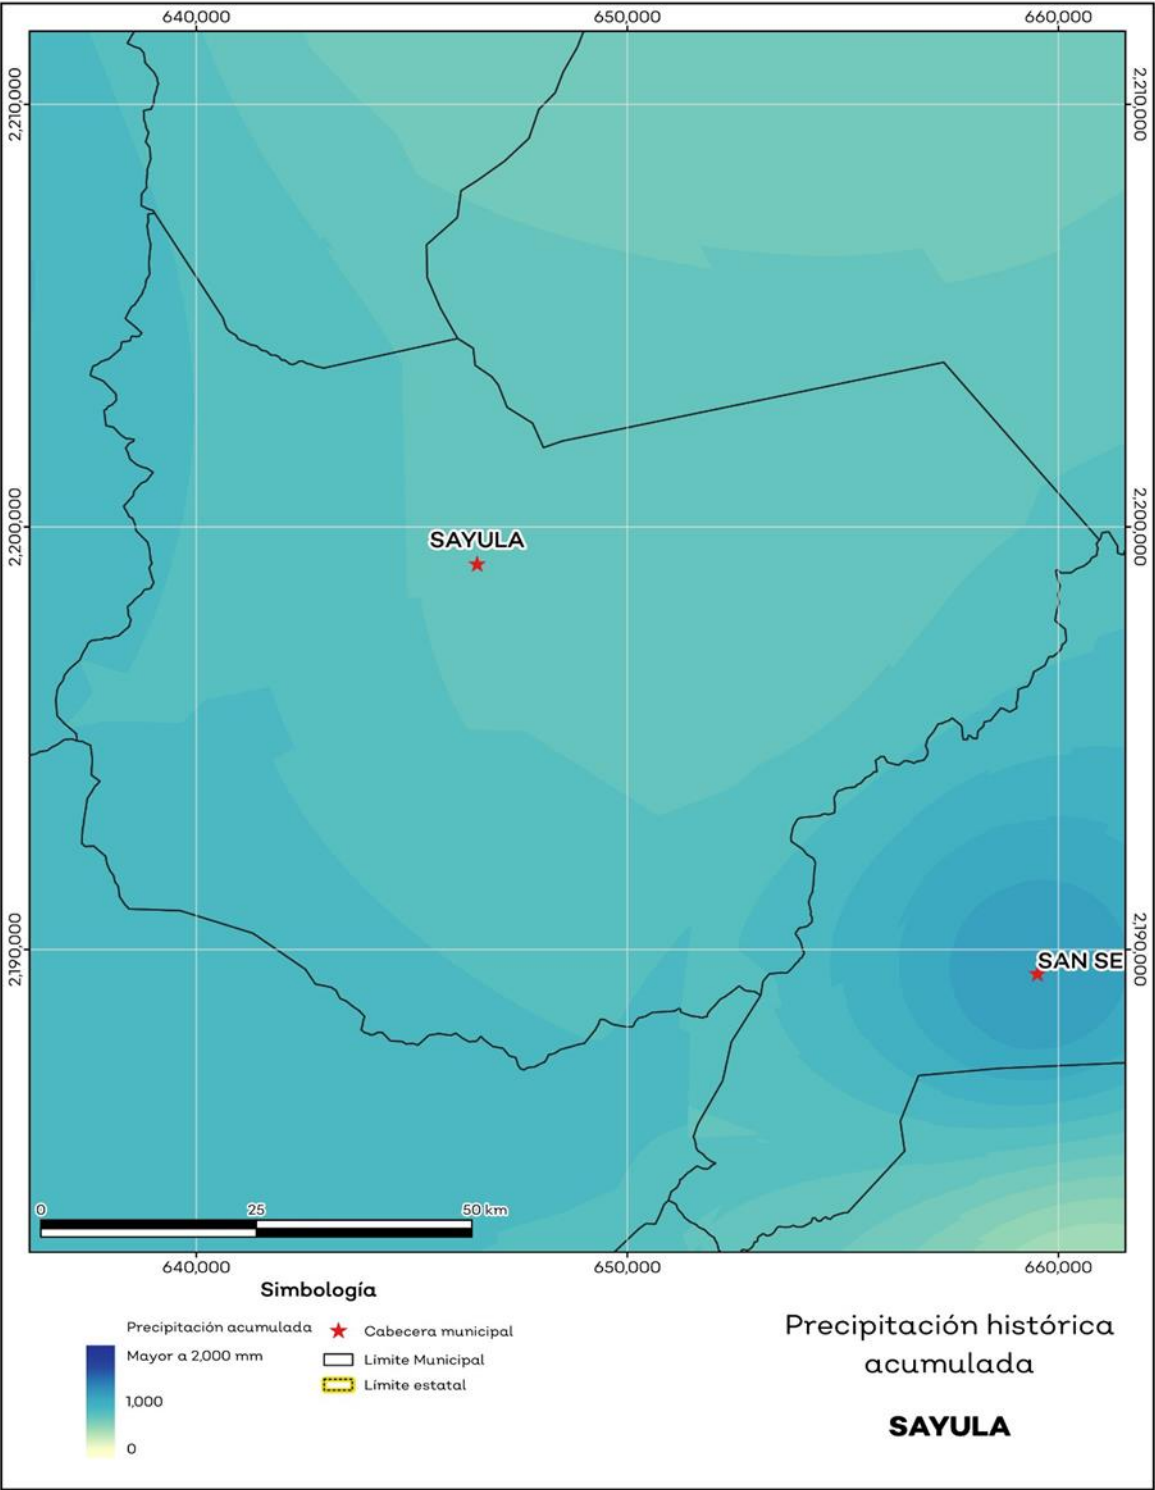 640,000
650,000
660,000
2,210,000
2,210,000
2,200,000
2,200,000
SAYULA
2,190,000
2,190,000
SAN SE
0
25
50 km
640,000
650,000
660,000
Simbología
Precipitación acumulada
Mayor a 2,000 mm
1,000
0
Cabecera municipal
Límite Municipal
Límite estatal
Precipitación histórica
acumulada
SAYULA